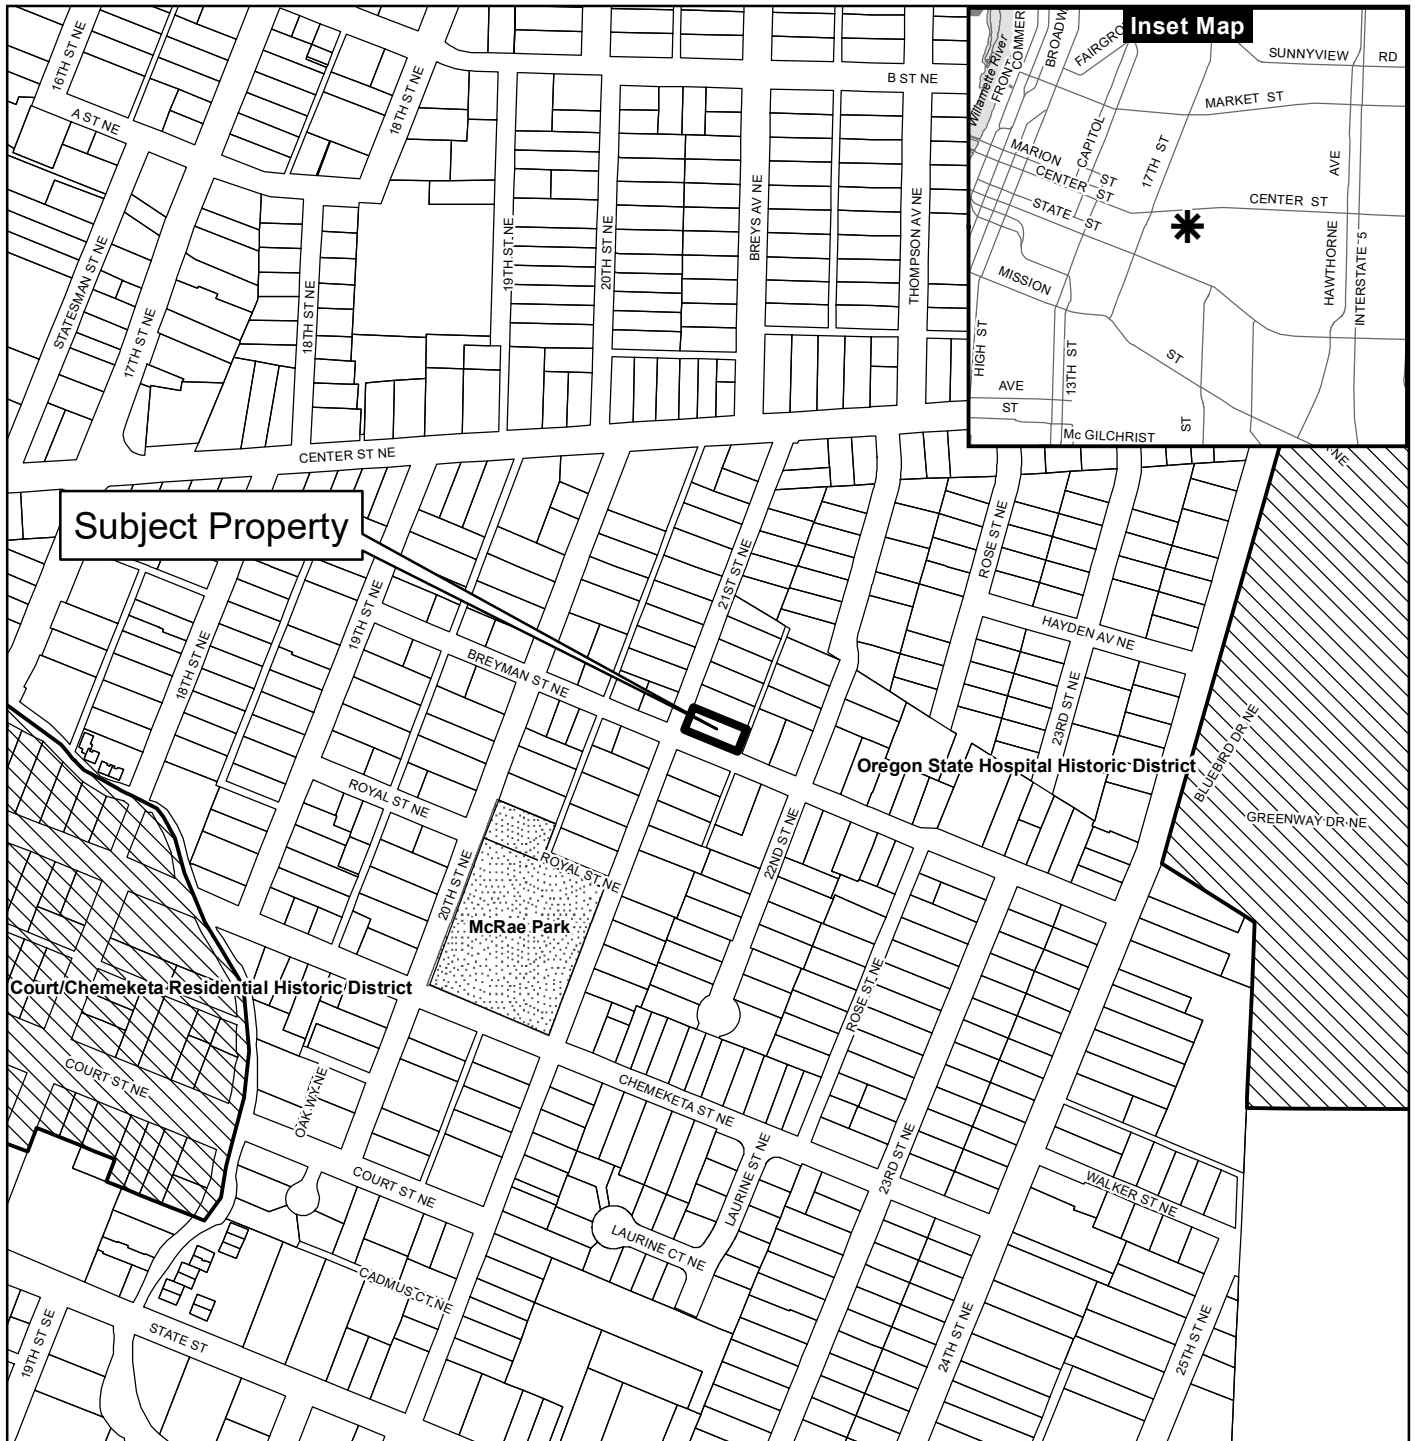 16TH ST NE
A ST NE
18TH ST NE
B ST NE
STATESMAN ST NE
17TH ST NE
18TH ST NE
19TH ST NE
20TH ST NE
BREYS AV NE
THOMPSON AV NE
CENTER ST NE
Inset Map
Willamette River
FRONT
COMMER
BROADW
FAIRGRO
SUNNYVIEW RD
MARKET ST
CAPITOL
17TH ST
MARION ST
CENTER ST
STATE ST
CENTER ST
AVE
HAWTHORNE
INTERSTATE 5
MISSION
ST
HIGH ST
13TH ST
AVE
ST
Mc GILCHRIST
ST
NE
Subject Property
21ST ST NE
ROSE ST NE
HAYDEN AV NE
19TH ST NE
18TH ST NE
BREYMAN ST NE
23RD ST NE
BLUEBIRD DR NE
Oregon State Hospital Historic District
GREENWAY DR NE
ROYAL ST NE
22ND ST NE
20TH ST NE
ROYAL ST NE
McRae Park
Court/Chemeketa Residential Historic District
ROSE ST NE
COURT ST NE
OAK WY NE
CHEMEKETA ST NE
COURT ST NE
LAURINE ST NE
23RD ST NE
WALKER ST NE
LAURINE CT NE
CADMUS CT NE
STATE ST
19TH ST SE
24TH ST NE
25TH ST NE